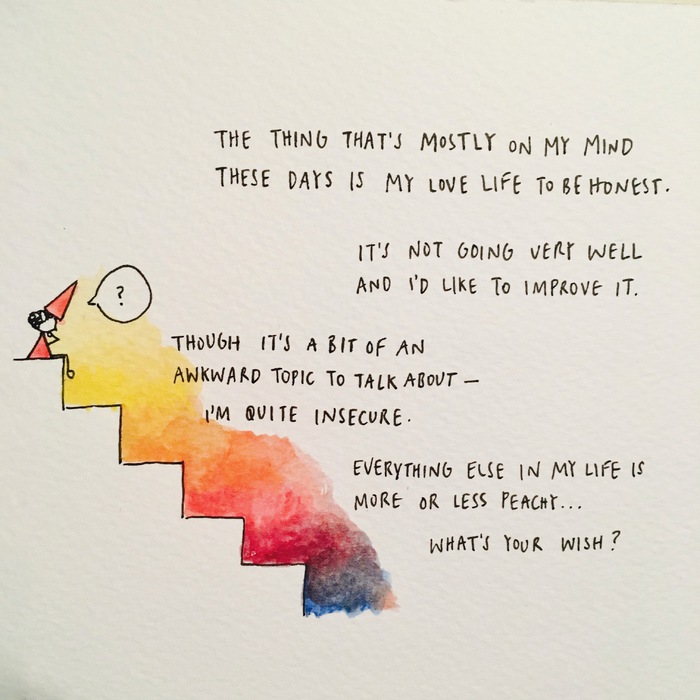 THE THING THAT'S MOSTLY ON MY MIND
THESE DAYS IS MY LOVE LIFE TO BE HONEST.
IT'S NOT GOING VERY WELL
AND I'D LIKE TO IMPROVE IT.
?
THOUGH IT'S A BIT OF AN
AWKWARD TOPIC TO TALK ABOUT —
I'M QUITE INSECURE.
EVERYTHING ELSE IN MY LIFE IS
MORE OR LESS PEACHY...
WHAT'S YOUR WISH?